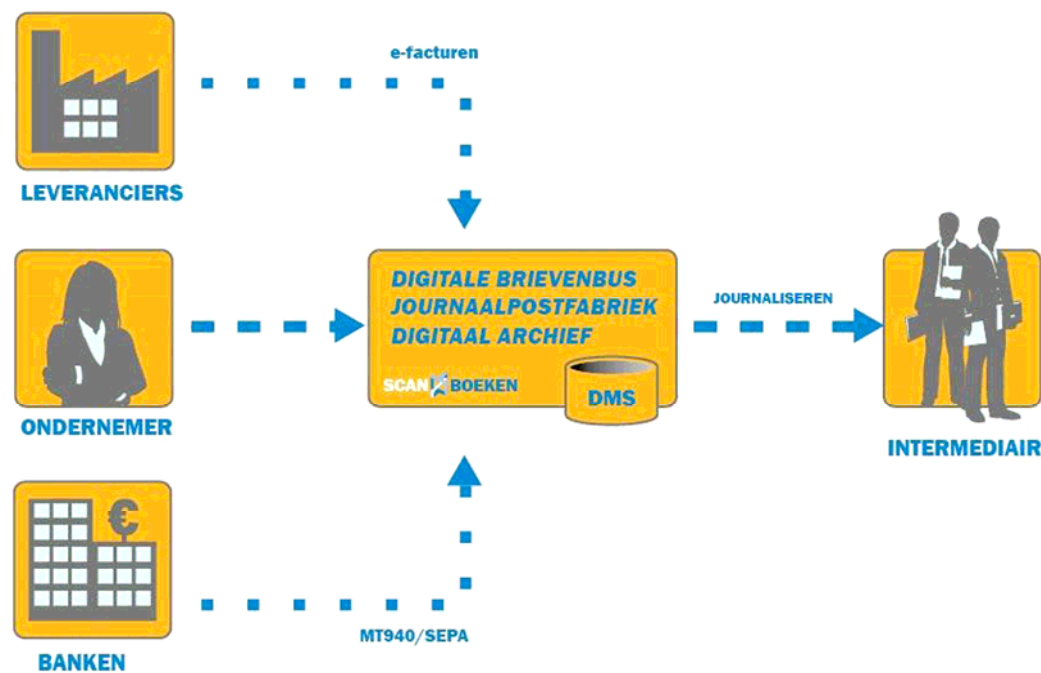 e-facturen
LEVERANCIERS
DIGITALE BRIEVENBUS
JOURNAALPOSTFABRIEK
DIGITAAL ARCHIEF
SCAN BOEKEN
DMS
JOURNALISEREN
ONDERNEMER
INTERMEDIAIR
€
MT940/SEPA
BANKEN